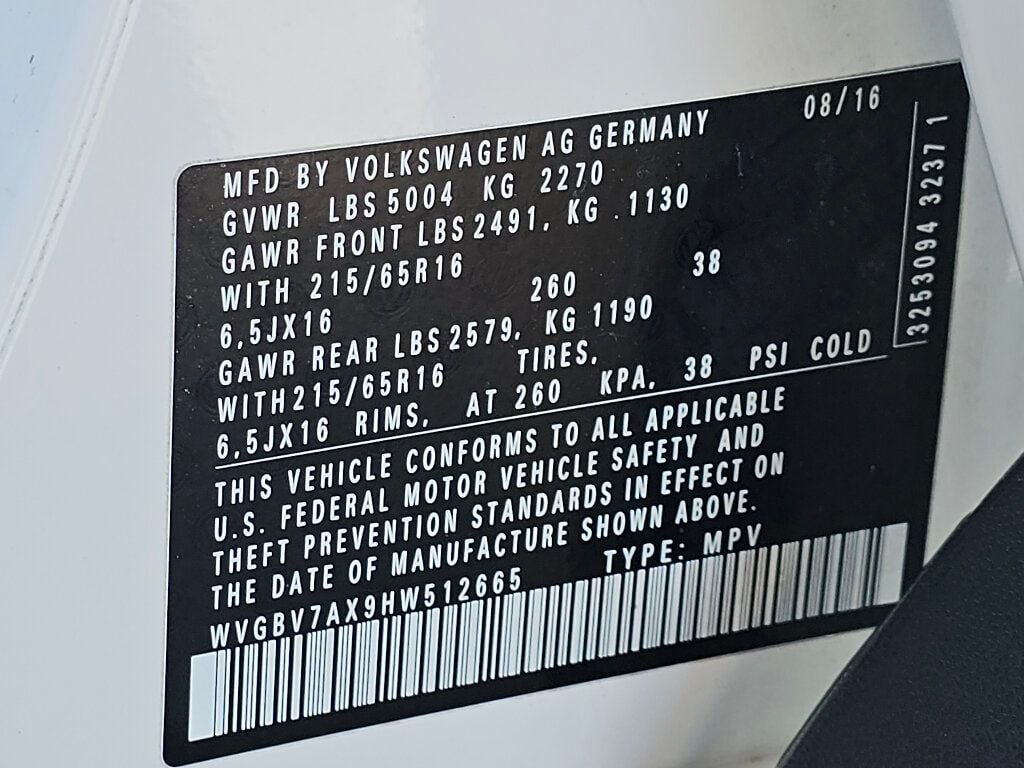 08/16
MFD BY VOLKSWAGEN AG GERMANY
GVWR LBS 5004 KG 2270
GAWR FRONT LBS 2491, KG .1130
WITH 215/65R16
6,5JX16 260 38
GAWR REAR LBS 2579, KG 1190
WITH 215/65R16 TIRES,
6,5JX16 RIMS, AT 260 KPA, 38 PSI COLD
THIS VEHICLE CONFORMS TO ALL APPLICABLE
U.S. FEDERAL MOTOR VEHICLE SAFETY AND
THEFT PREVENTION STANDARDS IN EFFECT ON
THE DATE OF MANUFACTURE SHOWN ABOVE.
WVGBV7AX9HW512665 TYPE: MPV
3253094 3237 1